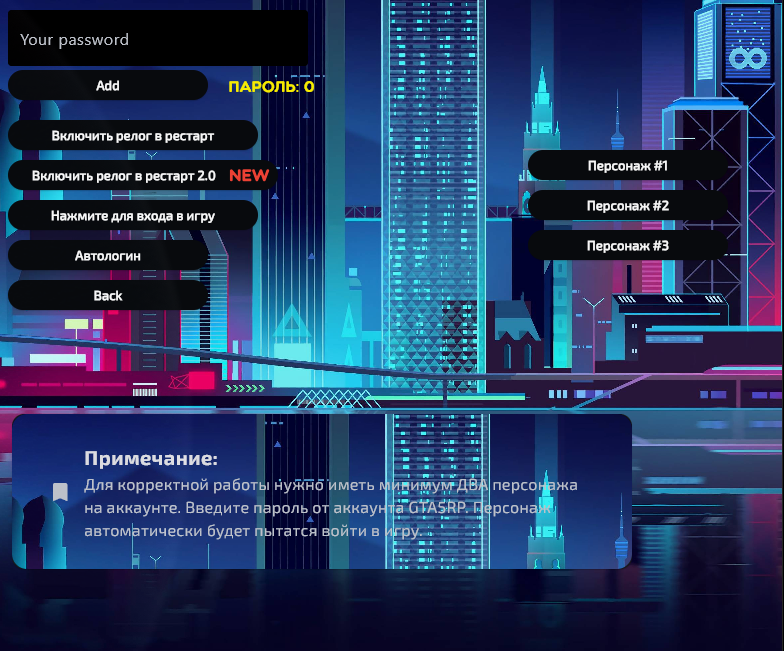 Your password
Add
ПАРОЛЬ: 0
Включить релог в рестарт
Включить релог в рестарт 2.0 NEW
Нажмите для входа в игру
Автологин
Back
Персонаж #1
Персонаж #2
Персонаж #3
Примечание:
Для корректной работы нужно иметь минимум ДВА персонажа
на аккаунте. Введите пароль от аккаунта GTA5RP. Персонаж
автоматически будет пытатся войти в игру.